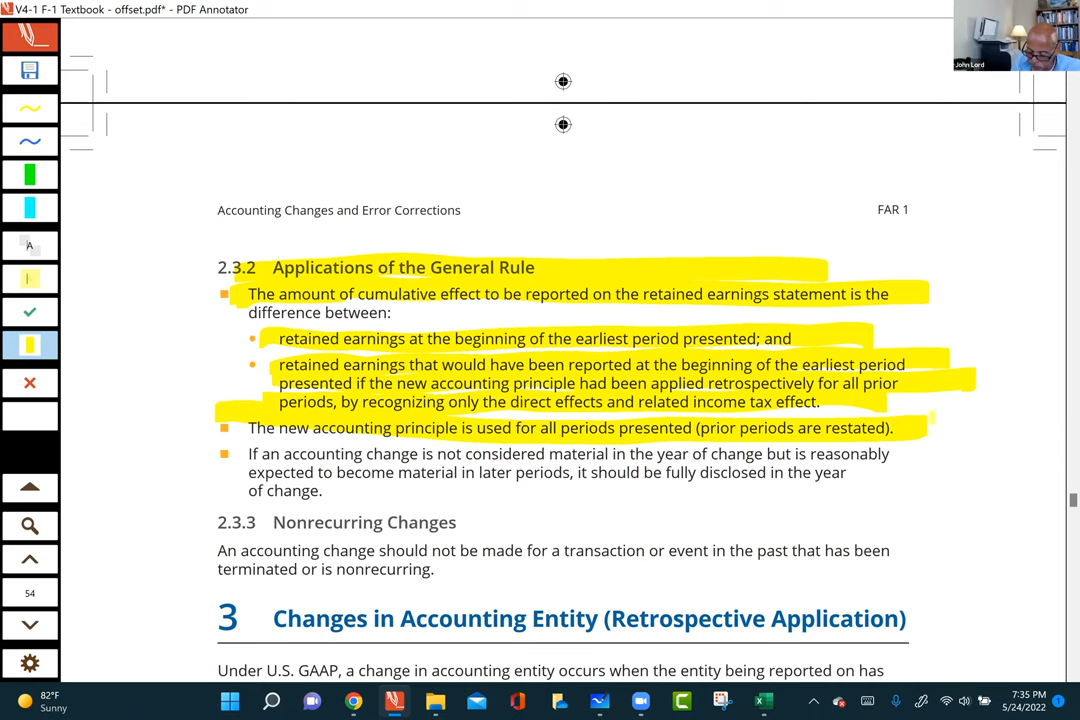 V4-1 F-1 Textbook - offset.pdf* - PDF Annotator
John Lord
Accounting Changes and Error Corrections
FAR 1
2.3.2 Applications of the General Rule
The amount of cumulative effect to be reported on the retained earnings statement is the
difference between:
retained earnings at the beginning of the earliest period presented; and
retained earnings that would have been reported at the beginning of the earliest period
presented if the new accounting principle had been applied retrospectively for all prior
periods, by recognizing only the direct effects and related income tax effect.
The new accounting principle is used for all periods presented (prior periods are restated).
If an accounting change is not considered material in the year of change but is reasonably
expected to become material in later periods, it should be fully disclosed in the year
of change.
2.3.3 Nonrecurring Changes
An accounting change should not be made for a transaction or event in the past that has been
terminated or is nonrecurring.
3 Changes in Accounting Entity (Retrospective Application)
Under U.S. GAAP, a change in accounting entity occurs when the entity being reported on has
A
54
82°F
Sunny
7:35 PM
5/24/2022